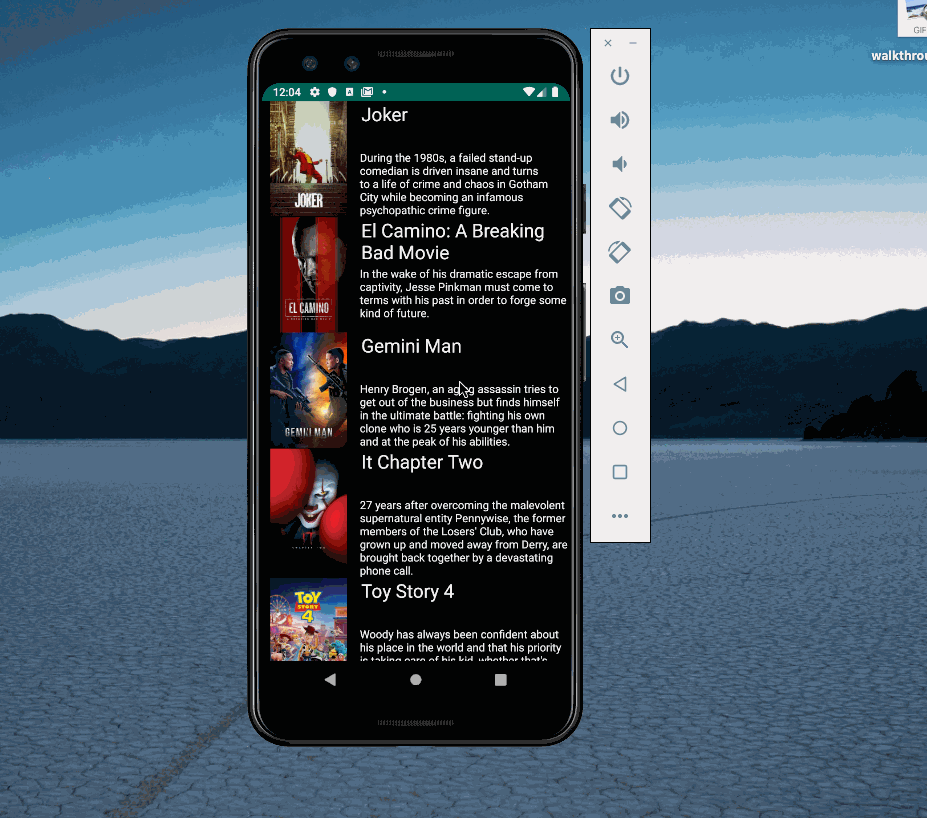 GIF
walkthrou
12:04
Joker
During the 1980s, a failed stand-up
comedian is driven insane and turns
to a life of crime and chaos in Gotham
City while becoming an infamous
psychopathic crime figure.
JOKER
El Camino: A Breaking
Bad Movie
In the wake of his dramatic escape from
captivity, Jesse Pinkman must come to
terms with his past in order to forge some
kind of future.
EL CAMINO
Gemini Man
Henry Brogen, an aging assassin tries to
get out of the business but finds himself
in the ultimate battle: fighting his own
clone who is 25 years younger than him
and at the peak of his abilities.
GEMINI MAN
It Chapter Two
27 years after overcoming the malevolent
supernatural entity Pennywise, the former
members of the Losers' Club, who have
grown up and moved away from Derry, are
brought back together by a devastating
phone call.
Toy Story 4
TOY
STORY
4
Woody has always been confident about
his place in the world and that his priority
is taking care of his kid, whether that's